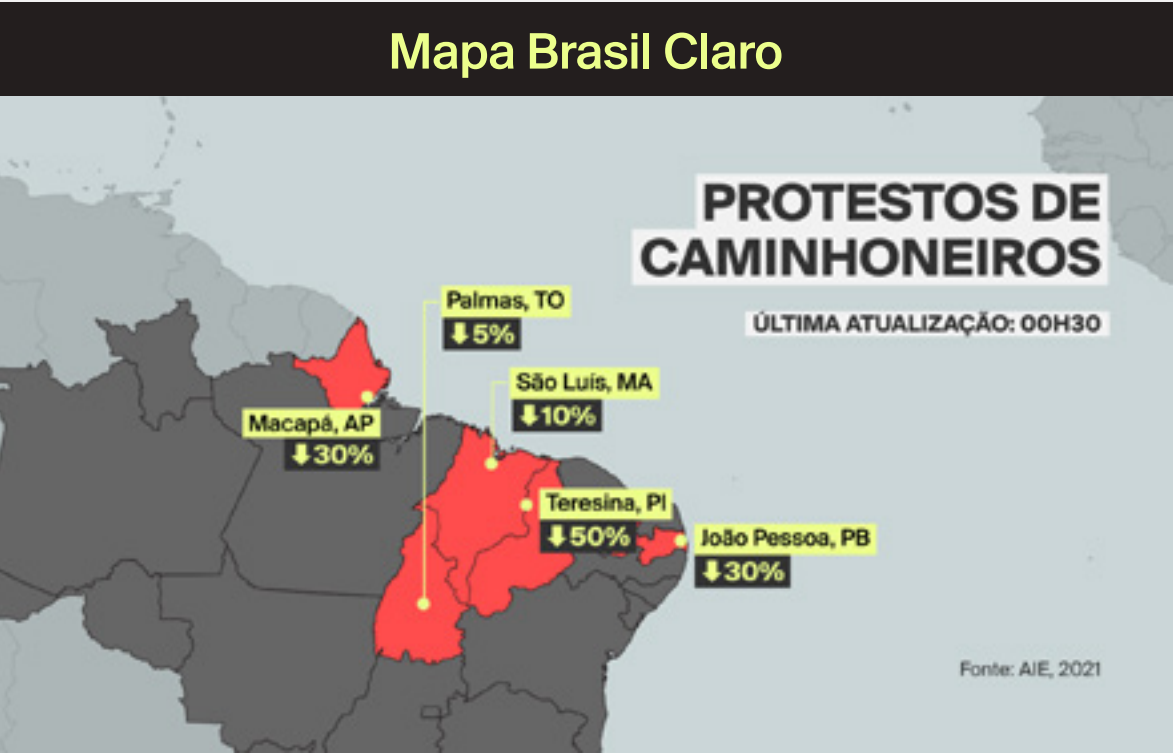 Mapa Brasil Claro
PROTESTOS DE
CAMINHONEIROS
ÚLTIMA ATUALIZAÇÃO: 00H30
Palmas, TO
⬇5%
São Luís, MA
⬇10%
Macapá, AP
⬇30%
Teresina, PI
⬇50%
João Pessoa, PB
⬇30%
Fonte: AIE, 2021